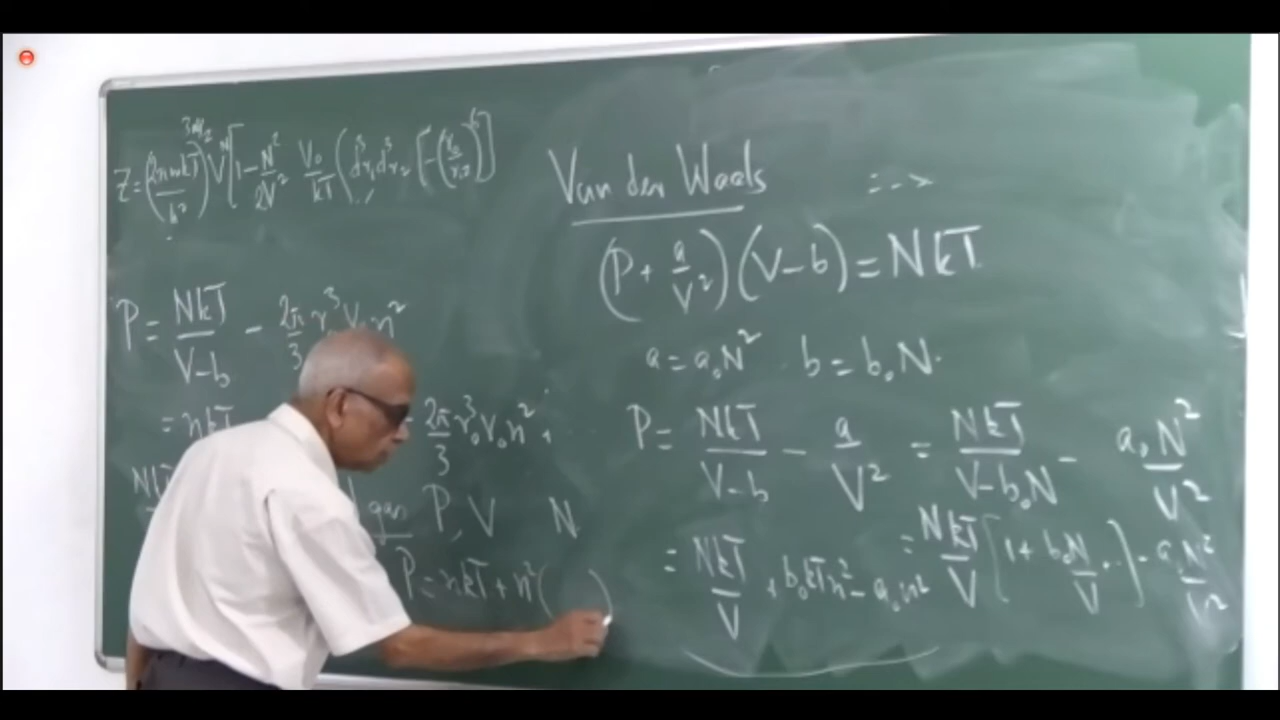 Z = (2πmkT/h²)^{3N/2} V^N [1 - N²/2V² V₀/kT ( d³r₁ d³r₂ [-(r₀/r₁₂)⁶]
P = NkT/V-b - 2π/3 r₀³ V₀ n²
= nkT - 2π/3 r₀³ V₀ n² + ...
gas P, V N
P = nkT + n² ( )
Van der Waals
(P + a/V²)(V-b) = NkT
a = a₀N² b = b₀N.
P = NkT/V-b - a/V² = NkT/V-b₀N - a₀N²/V²
= NkT/V + b₀kTn² - a₀n² = NkT/V [1 + b₀N/V ...] - a₀N²/V²